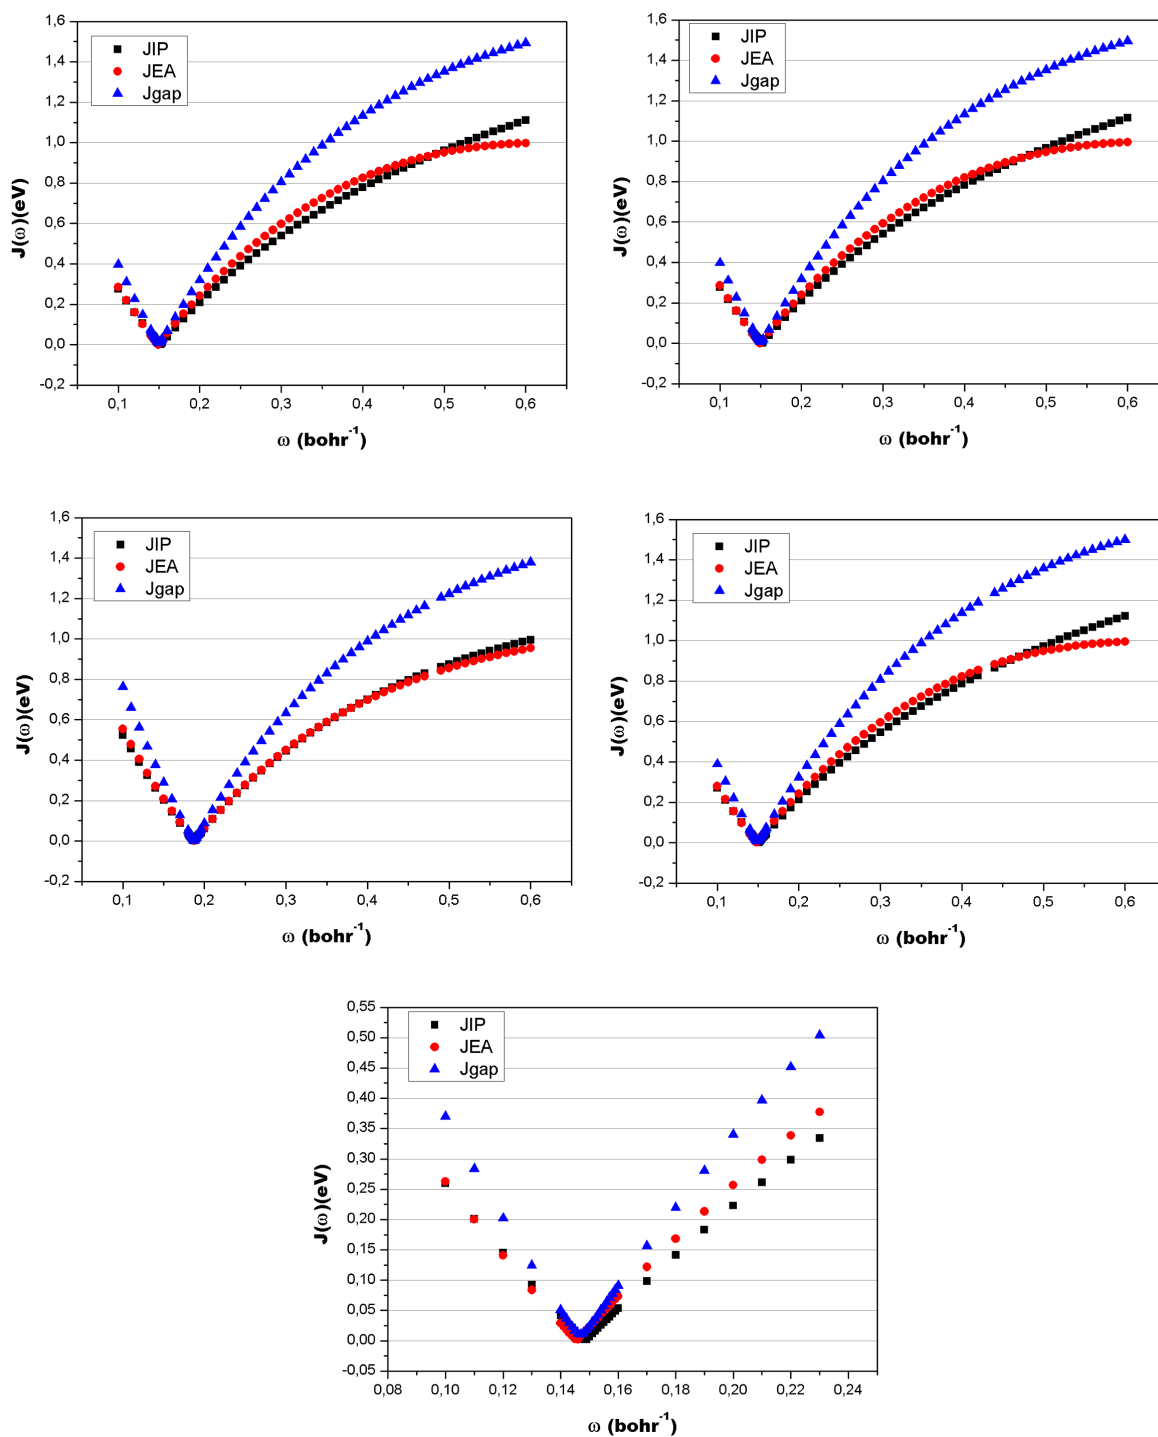 1,6
1,4
1,2
1,0
0,8
0,6
0,4
0,2
0,0
-0,2
J(ω)(eV)
JIP
JEA
Jgap
0,1 0,2 0,3 0,4 0,5 0,6
ω (bohr-1)
1,6
1,4
1,2
1,0
0,8
0,6
0,4
0,2
0,0
-0,2
J(ω)(eV)
JIP
JEA
Jgap
0,1 0,2 0,3 0,4 0,5 0,6
ω (bohr-1)
1,6
1,4
1,2
1,0
0,8
0,6
0,4
0,2
0,0
-0,2
J(ω)(eV)
JIP
JEA
Jgap
0,1 0,2 0,3 0,4 0,5 0,6
ω (bohr-1)
1,6
1,4
1,2
1,0
0,8
0,6
0,4
0,2
0,0
-0,2
J(ω)(eV)
JIP
JEA
Jgap
0,1 0,2 0,3 0,4 0,5 0,6
ω (bohr-1)
0,55
0,50
0,45
0,40
0,35
0,30
0,25
0,20
0,15
0,10
0,05
0,00
-0,05
J(ω)(eV)
JIP
JEA
Jgap
0,08 0,10 0,12 0,14 0,16 0,18 0,20 0,22 0,24
ω (bohr-1)